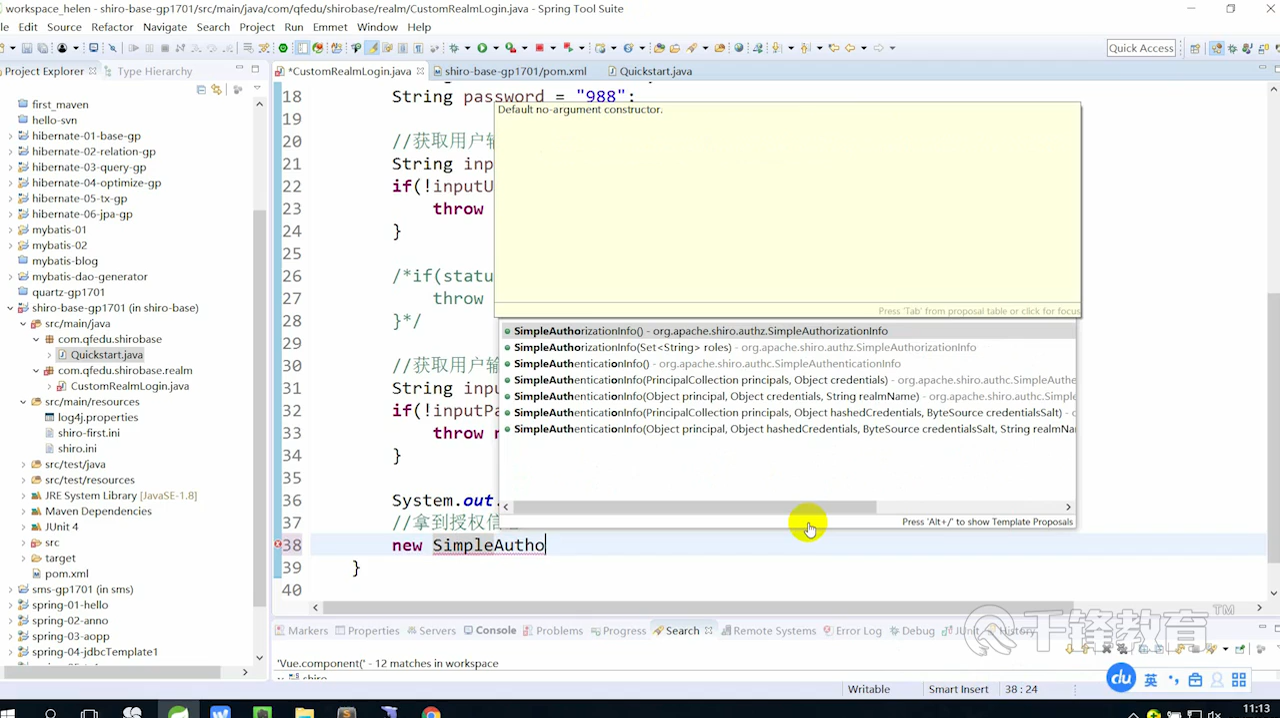 workspace_helen - shiro-base-gp1701/src/main/java/com/qfedu/shirobase/realm/CustomRealmLogin.java - Spring Tool Suite
le Edit Source Refactor Navigate Search Project Run Emmet Window Help
Quick Access
Project Explorer Type Hierarchy
*CustomRealmLogin.java shiro-base-gp1701/pom.xml Quickstart.java
first_maven
hello-svn
hibernate-01-base-gp
hibernate-02-relation-gp
hibernate-03-query-gp
hibernate-04-optimize-gp
hibernate-05-tx-gp
hibernate-06-jpa-gp
mybatis-01
mybatis-02
mybatis-blog
mybatis-dao-generator
quartz-gp1701
shiro-base-gp1701 (in shiro-base)
src/main/java
com.qfedu.shirobase
Quickstart.java
com.qfedu.shirobase.realm
CustomRealmLogin.java
src/main/resources
log4j.properties
shiro-first.ini
shiro.ini
src/test/java
src/test/resources
JRE System Library [JavaSE-1.8]
Maven Dependencies
JUnit 4
src
target
pom.xml
sms-gp1701 (in sms)
spring-01-hello
spring-02-anno
spring-03-aopp
spring-04-jdbcTemplate1
18 String password = "988";
19
20 //获取用户输
21 String inp
22 if(!inputU
23 throw
24 }
25
26 /*if(statu
27 throw
28 }*/
29
30 //获取用户输
31 String inp
32 if(!inputPa
33 throw n
34 }
35
36 System.out.
37 //拿到授权信
38 new SimpleAutho
39 }
40
Default no-argument constructor.
Press 'Tab' from proposal table or click for focus
SimpleAuthorizationInfo() - org.apache.shiro.authz.SimpleAuthorizationInfo
SimpleAuthorizationInfo(Set<String> roles) - org.apache.shiro.authz.SimpleAuthorizationInfo
SimpleAuthenticationInfo() - org.apache.shiro.authc.SimpleAuthenticationInfo
SimpleAuthenticationInfo(PrincipalCollection principals, Object credentials) - org.apache.shiro.authc.SimpleAuthe
SimpleAuthenticationInfo(Object principal, Object credentials, String realmName) - org.apache.shiro.authc.Simple
SimpleAuthenticationInfo(PrincipalCollection principals, Object hashedCredentials, ByteSource credentialsSalt) - o
SimpleAuthenticationInfo(Object principal, Object hashedCredentials, ByteSource credentialsSalt, String realmNa
Press 'Alt+/' to show Template Proposals
Markers Properties Servers Console Problems Progress Search Remote Systems Error Log Debug JUnit History
'Vue.component(' - 12 matches in workspace
shiro
千锋教育 TM
Writable Smart Insert 38 : 24
du 英
11:13